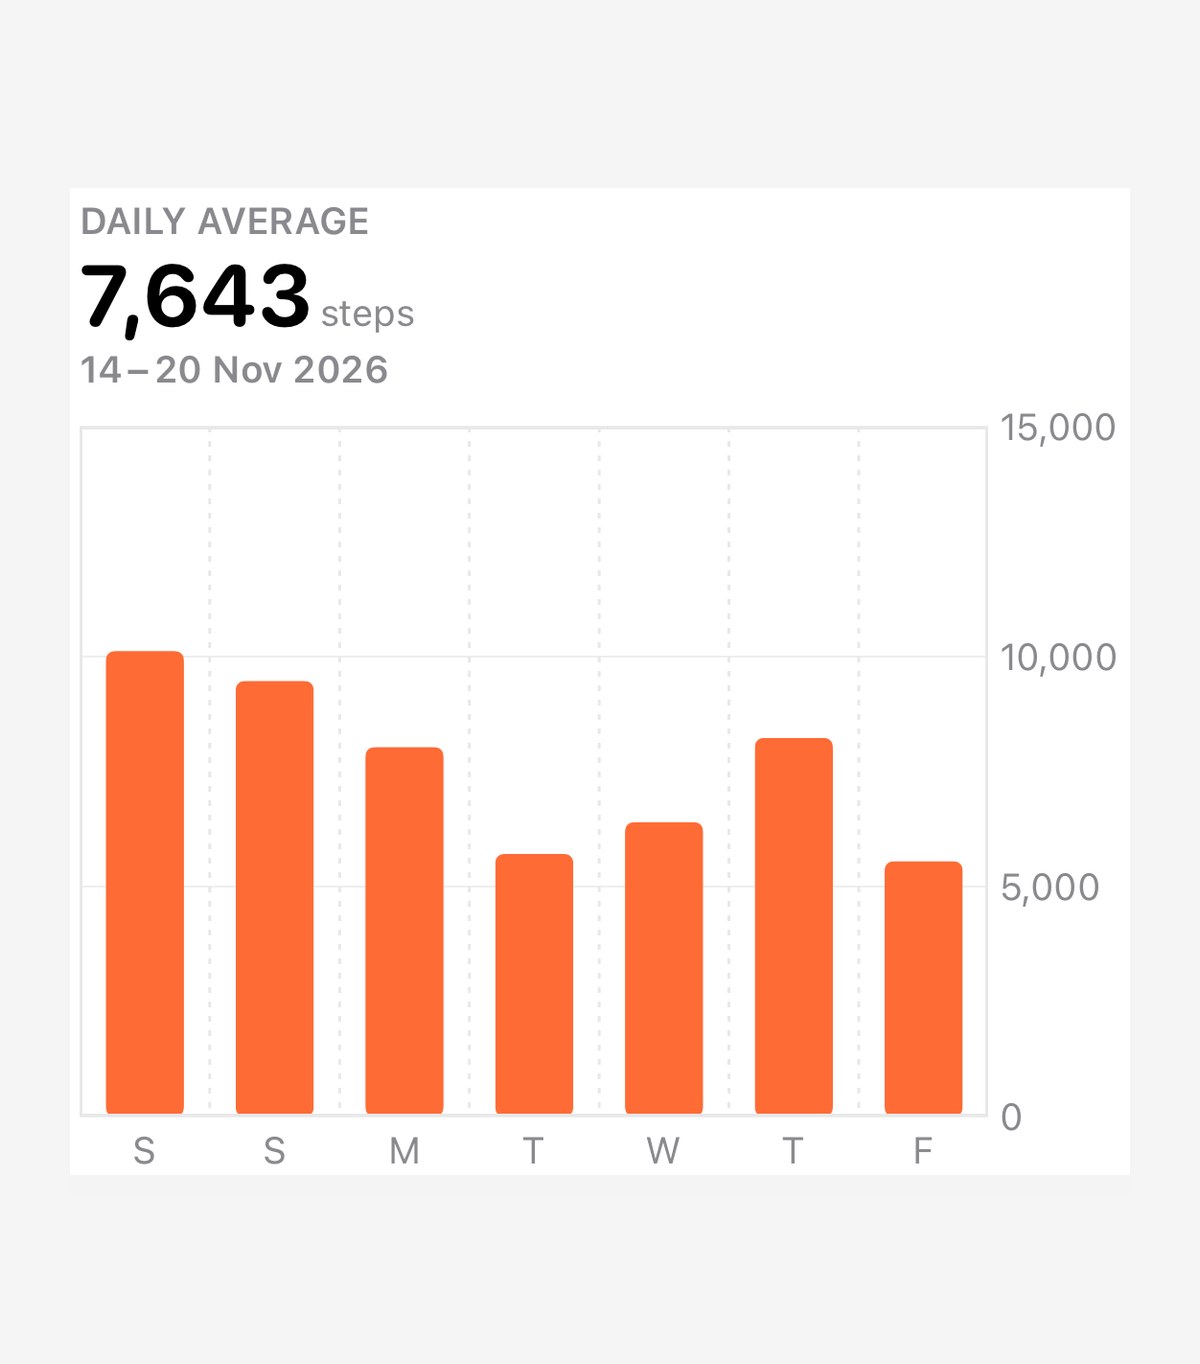 DAILY AVERAGE
7,643 steps
14–20 Nov 2026
15,000
10,000
5,000
0
S S M T W T F